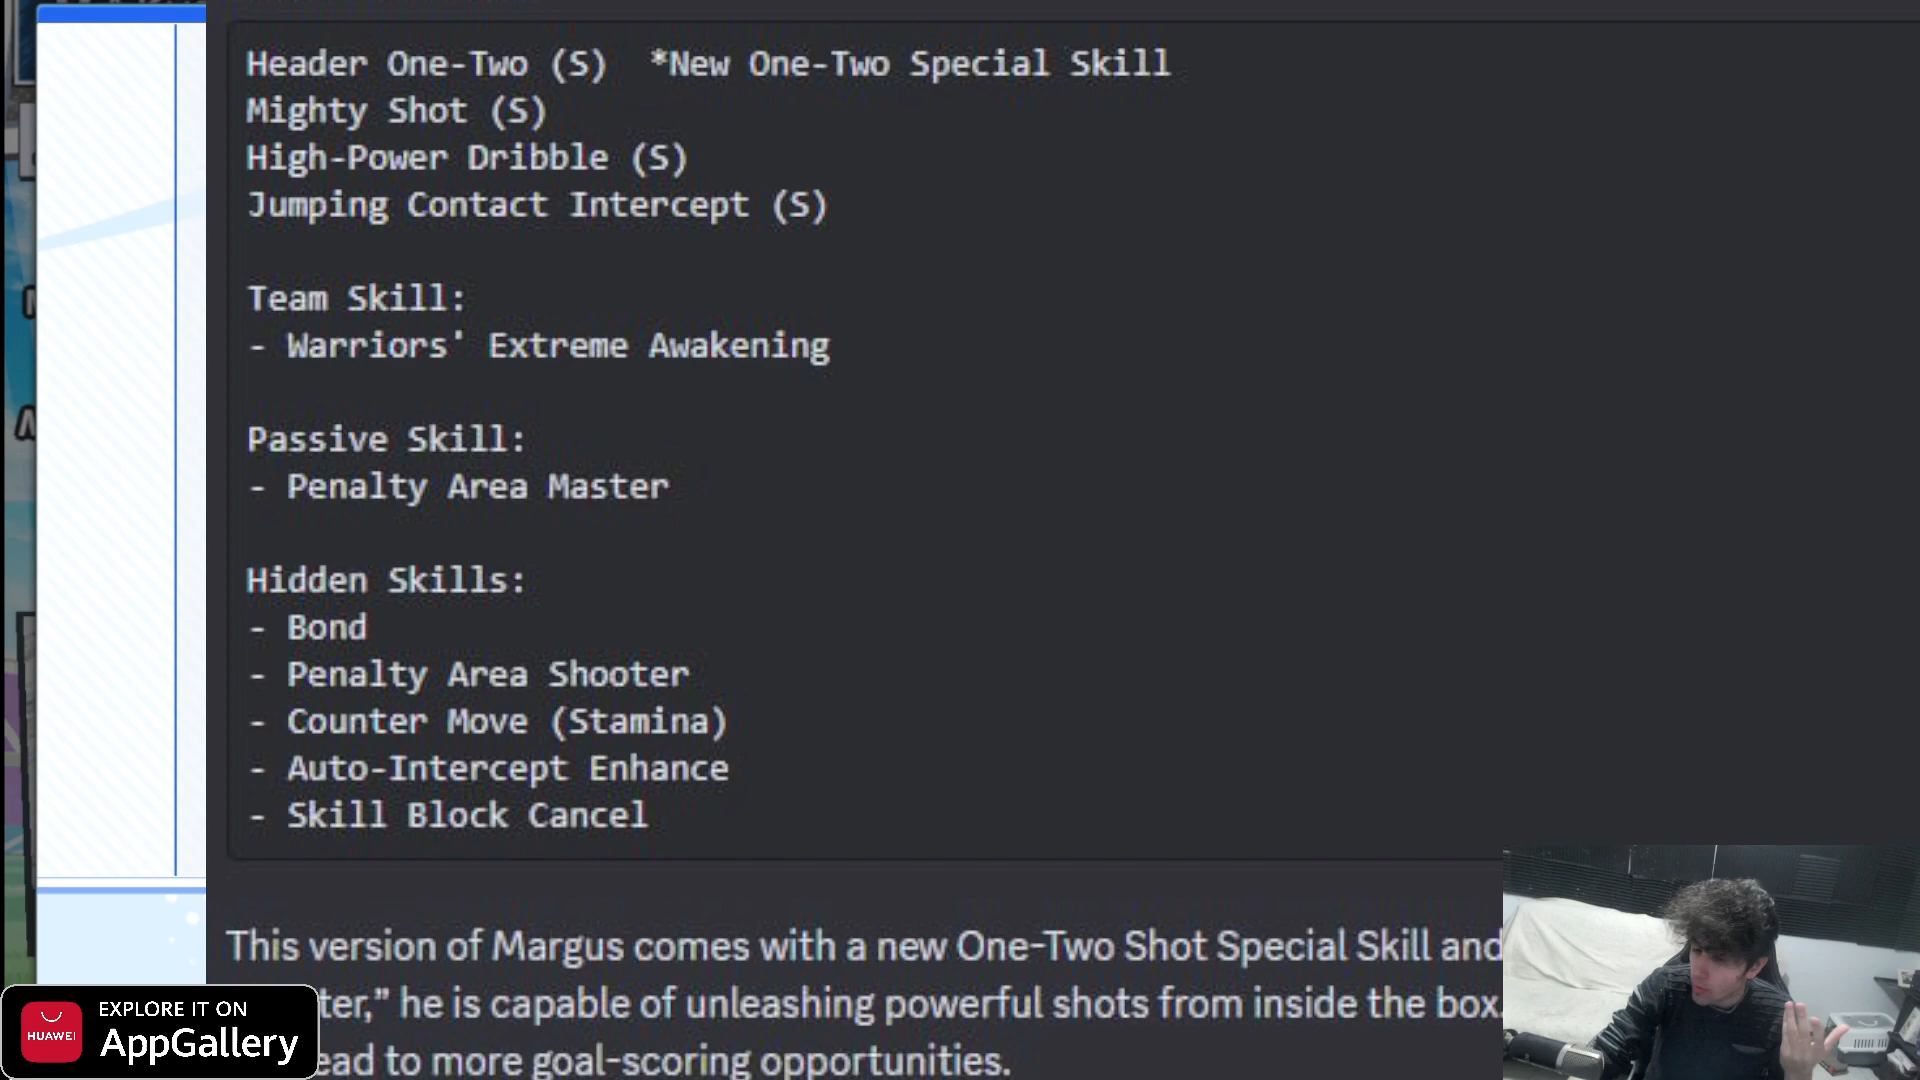 Header One-Two (S)  *New One-Two Special Skill
Mighty Shot (S)
High-Power Dribble (S)
Jumping Contact Intercept (S)
Team Skill:
- Warriors' Extreme Awakening
Passive Skill:
- Penalty Area Master
Hidden Skills:
- Bond
- Penalty Area Shooter
- Counter Move (Stamina)
- Auto-Intercept Enhance
- Skill Block Cancel
This version of Margus comes with a new One-Two Shot Special Skill and
ter,” he is capable of unleashing powerful shots from inside the box.
ead to more goal-scoring opportunities.
EXPLORE IT ON
HUAWEI
AppGallery